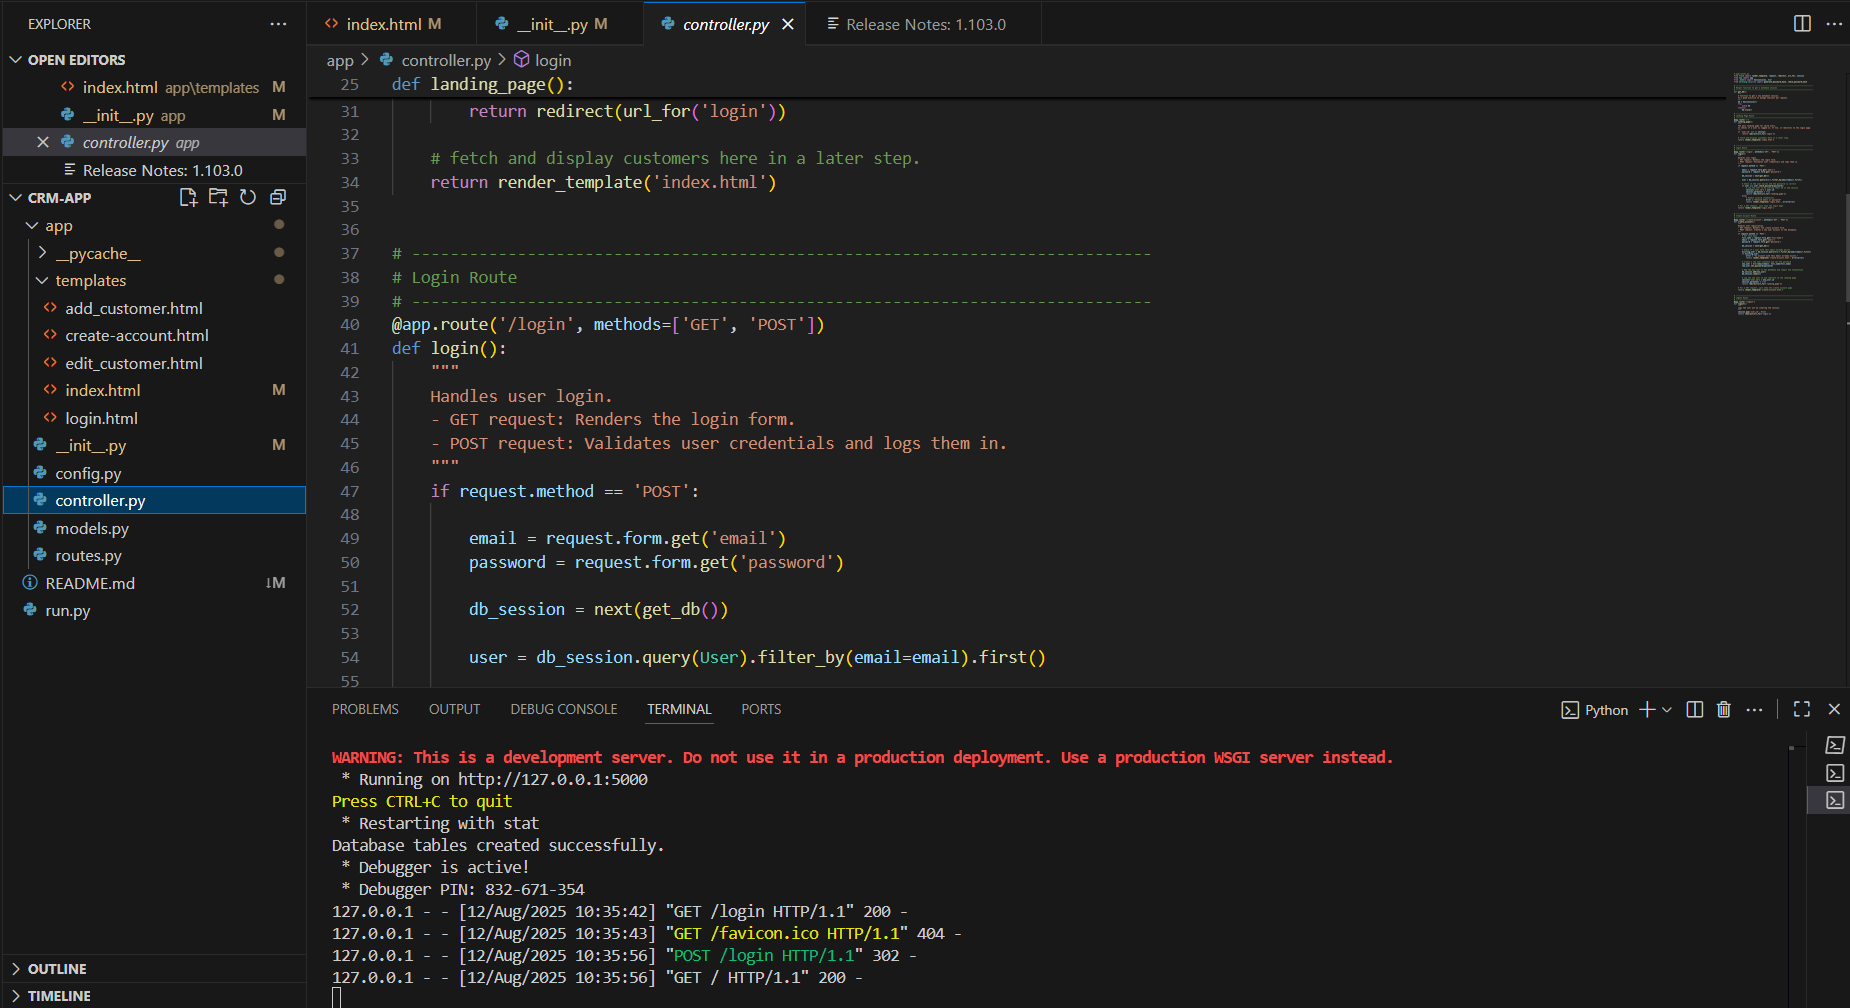 EXPLORER
OPEN EDITORS
index.html app\templates M
__init__.py app M
controller.py app
Release Notes: 1.103.0
CRM-APP
app
__pycache__
templates
add_customer.html
create-account.html
edit_customer.html
index.html M
login.html
__init__.py M
config.py
controller.py
models.py
routes.py
README.md ↓M
run.py
OUTLINE
TIMELINE
index.html M
__init__.py M
controller.py
Release Notes: 1.103.0
app > controller.py > login
25 def landing_page():
31 return redirect(url_for('login'))
32
33 # fetch and display customers here in a later step.
34 return render_template('index.html')
35
36
37 # -----------------------------------------------------------------------------
38 # Login Route
39 # -----------------------------------------------------------------------------
40 @app.route('/login', methods=['GET', 'POST'])
41 def login():
42 """
43 Handles user login.
44 - GET request: Renders the login form.
45 - POST request: Validates user credentials and logs them in.
46 """
47 if request.method == 'POST':
48
49 email = request.form.get('email')
50 password = request.form.get('password')
51
52 db_session = next(get_db())
53
54 user = db_session.query(User).filter_by(email=email).first()
55
PROBLEMS OUTPUT DEBUG CONSOLE TERMINAL PORTS
Python
WARNING: This is a development server. Do not use it in a production deployment. Use a production WSGI server instead.
* Running on http://127.0.0.1:5000
Press CTRL+C to quit
* Restarting with stat
Database tables created successfully.
* Debugger is active!
* Debugger PIN: 832-671-354
127.0.0.1 - - [12/Aug/2025 10:35:42] "GET /login HTTP/1.1" 200 -
127.0.0.1 - - [12/Aug/2025 10:35:43] "GET /favicon.ico HTTP/1.1" 404 -
127.0.0.1 - - [12/Aug/2025 10:35:56] "POST /login HTTP/1.1" 302 -
127.0.0.1 - - [12/Aug/2025 10:35:56] "GET / HTTP/1.1" 200 -